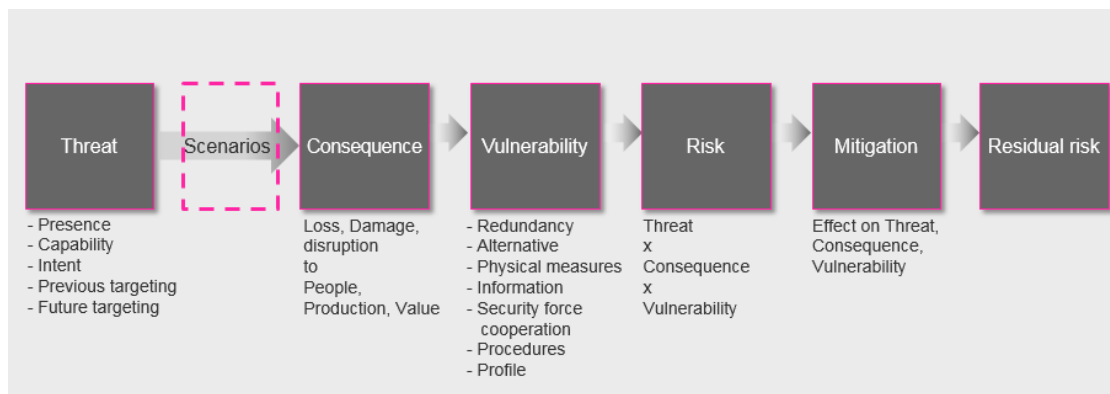 Threat
Scenarios
Consequence
Vulnerability
Risk
Mitigation
Residual risk
- Presence
- Capability
- Intent
- Previous targeting
- Future targeting
Loss, Damage,
disruption
to
People,
Production, Value
- Redundancy
- Alternative
- Physical measures
- Information
- Security force
cooperation
- Procedures
- Profile
Threat
x
Consequence
x
Vulnerability
Effect on Threat,
Consequence,
Vulnerability